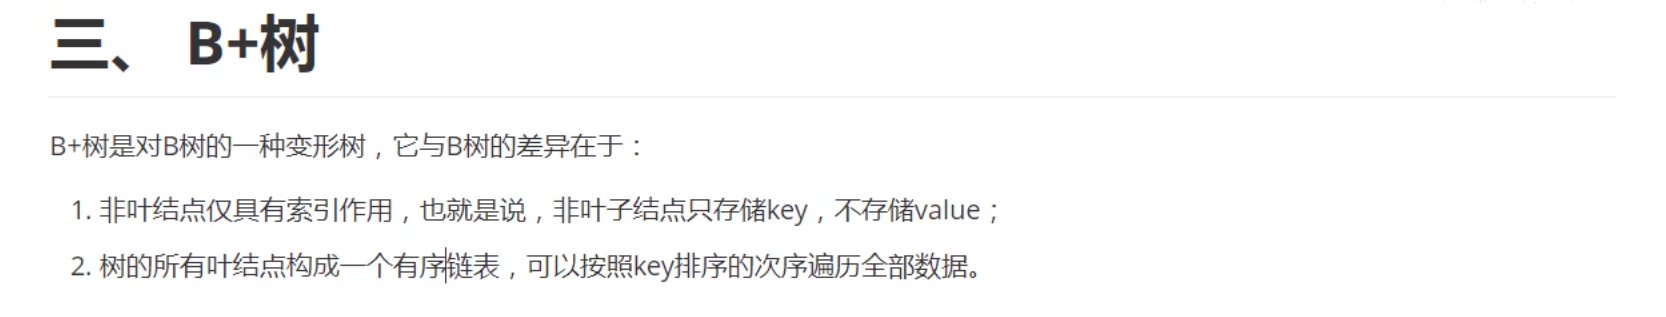 三、 B+树
B+树是对B树的一种变形树，它与B树的差异在于：
1. 非叶结点仅具有索引作用，也就是说，非叶子结点只存储key，不存储value；
2. 树的所有叶结点构成一个有序链表，可以按照key排序的次序遍历全部数据。